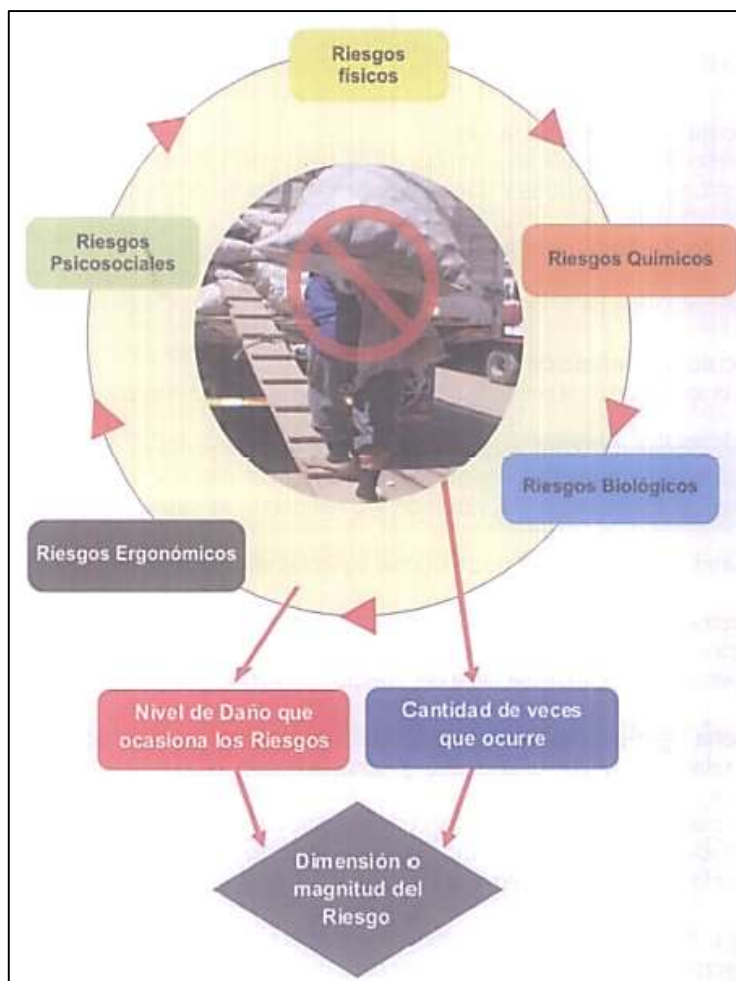 Riesgos
físicos
Riesgos
Psicosociales
Riesgos Químicos
Riesgos Biológicos
Riesgos Ergonómicos
Nivel de Daño que
ocasiona los Riesgos
Cantidad de veces
que ocurre
Dimensión o
magnitud del
Riesgo